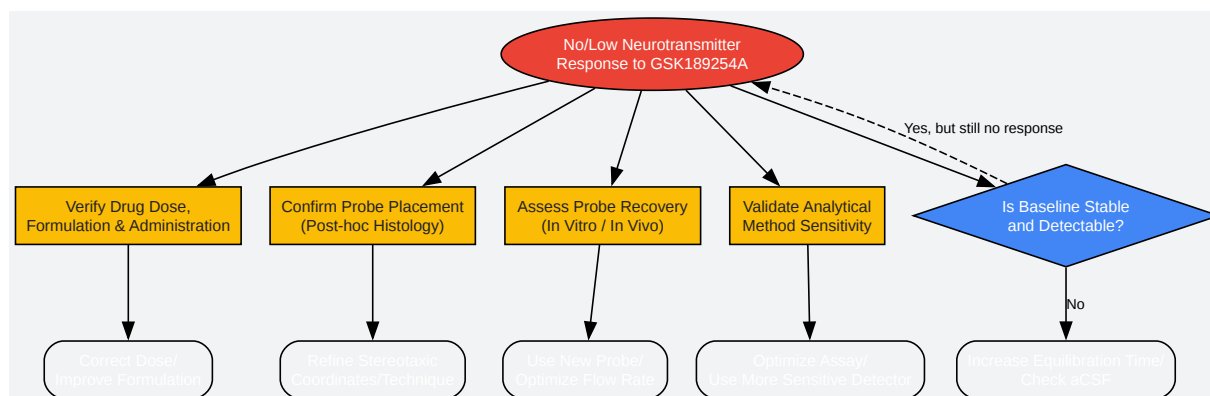 No/Low Neurotransmitter
Response to GSK189254A
Yes, but still no response
Verify Drug Dose,
Formulation & Administration
Confirm Probe Placement
(Post-hoc Histology)
Assess Probe Recovery
(In Vitro / In Vivo)
Validate Analytical
Method Sensitivity
Is Baseline Stable
and Detectable?
No
Correct Dose/
Improve Formulation
Refine Stereotaxic
Coordinates/Technique
Use New Probe/
Optimize Flow Rate
Optimize Assay/
Use More Sensitive Detector
Increase Equilibration Time/
Check aCSF